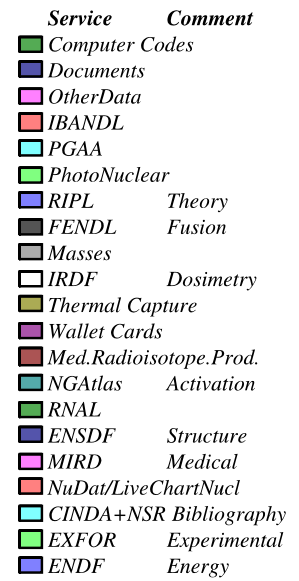 Service Comment
Computer Codes
Documents
OtherData
IBANDL
PGAA
PhotoNuclear
RIPL Theory
FENDL Fusion
Masses
IRDF Dosimetry
Thermal Capture
Wallet Cards
Med.Radioisotope.Prod.
NGAtlas Activation
RNAL
ENSDF Structure
MIRD Medical
NuDat/LiveChartNucl
CINDA+NSR Bibliography
EXFOR Experimental
ENDF Energy